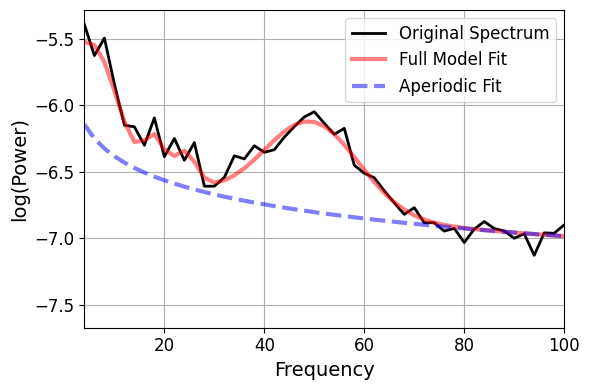 Original Spectrum
Full Model Fit
Aperiodic Fit
−5.5
−6.0
−6.5
−7.0
−7.5
log(Power)
20 40 60 80 100
Frequency